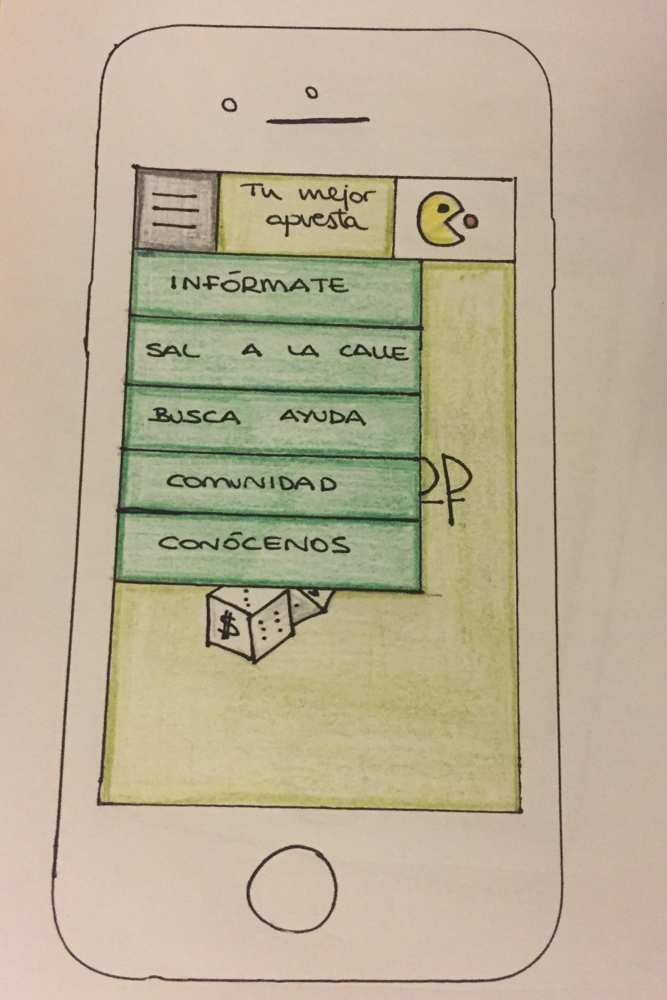 Tu mejor
apuesta
INFÓRMATE
SAL A LA CALLE
BUSCA AYUDA
COMUNIDAD
CONÓCENOS
$